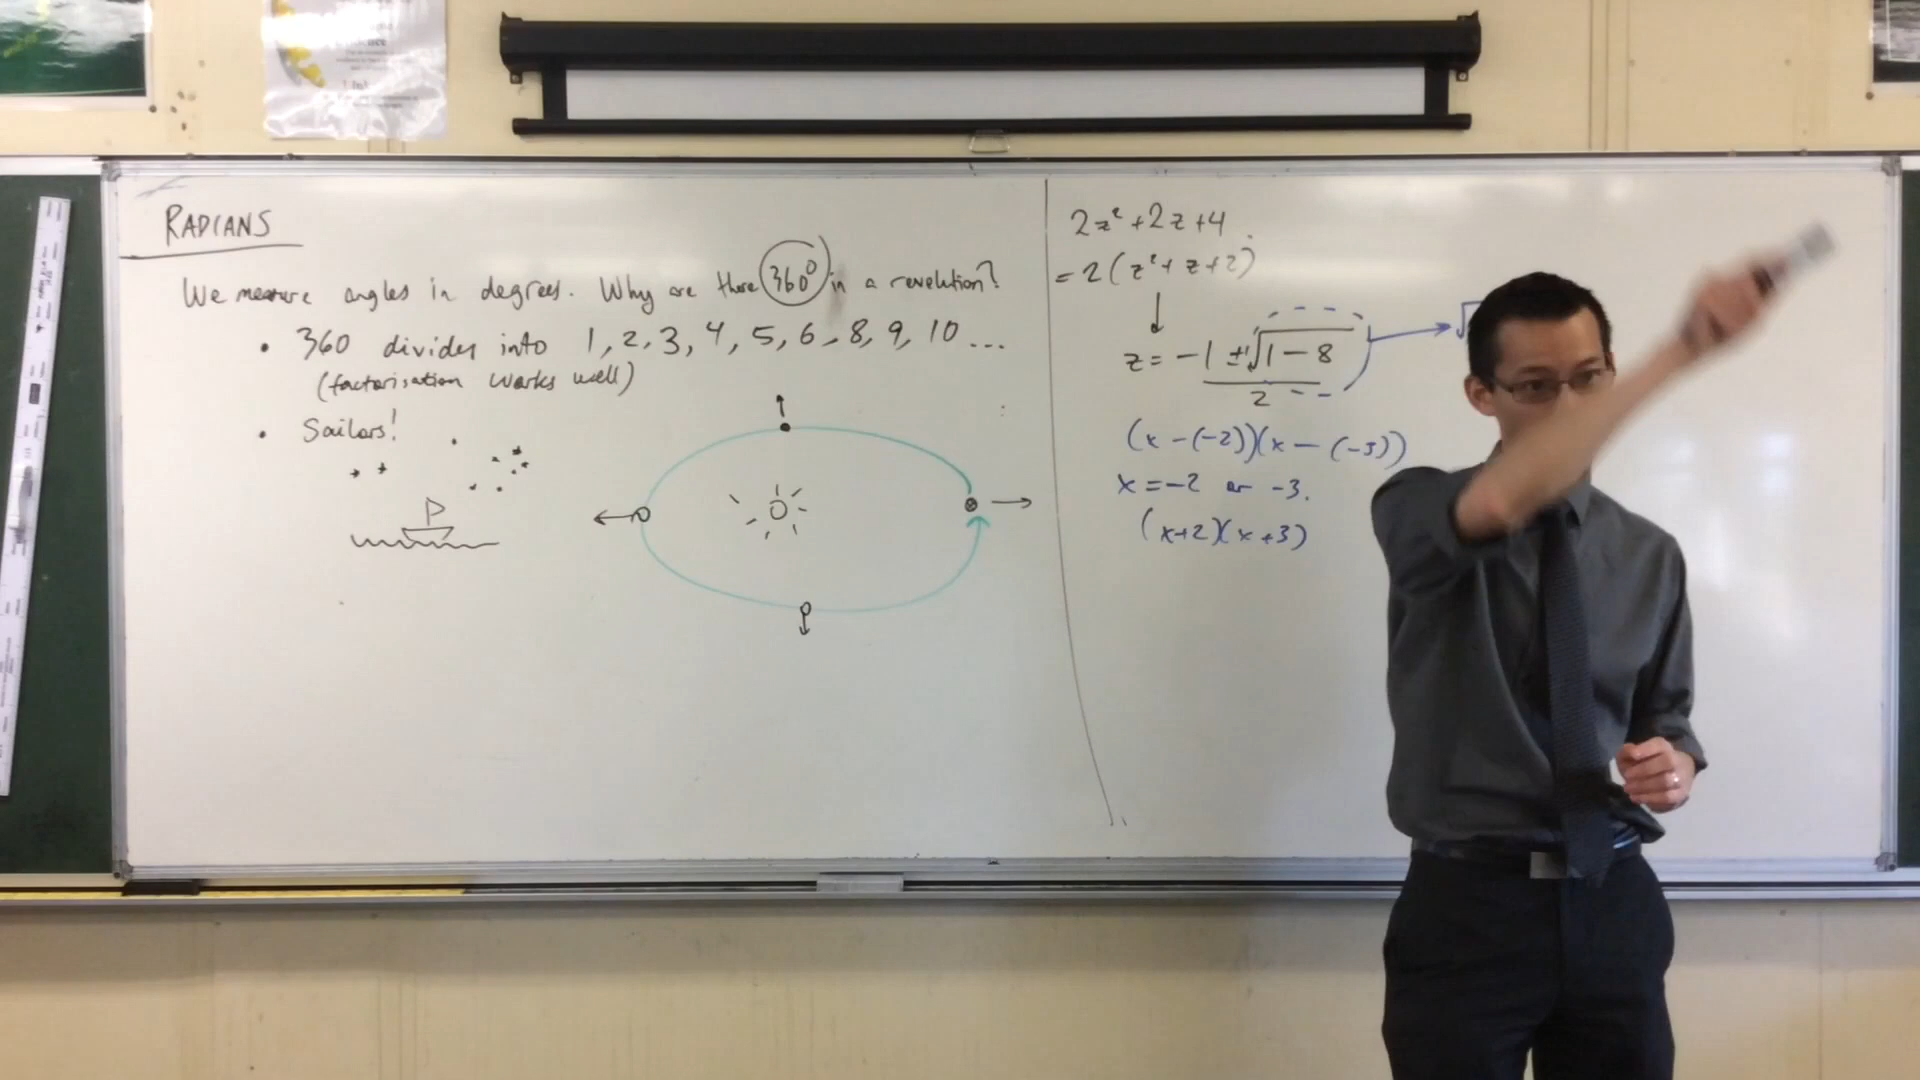 RADIANS
We measure angles in degrees. Why are there 360° in a revolution?
• 360 divides into 1, 2, 3, 4, 5, 6, 8, 9, 10 ...
(factorisation works well)
• Sailors!
2z² + 2z + 4
= 2(z² + z + 2)
z = -1 ± √1 - 8
2
(x - (-2))(x - (-3))
x = -2 or -3.
(x+2)(x+3)